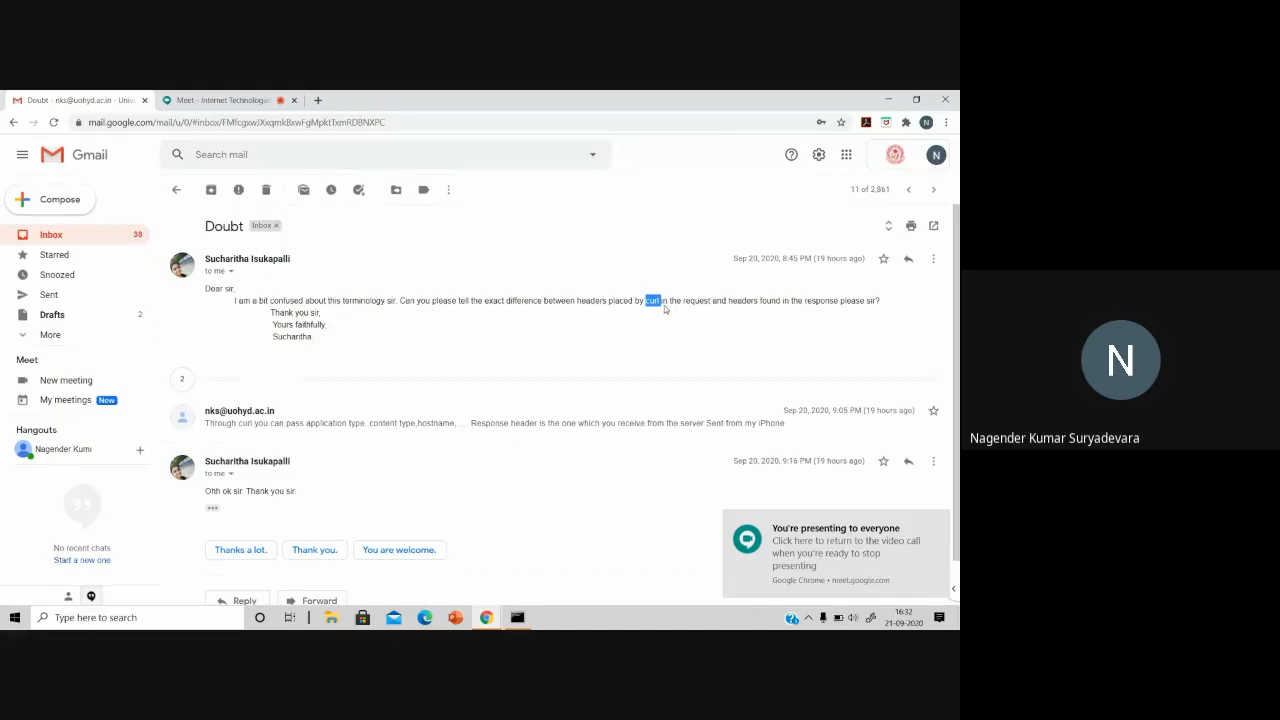 Doubt - nks@uohyd.ac.in - Univ
Meet - Internet Technologies
mail.google.com/mail/u/0/#inbox/
Gmail
Search mail
N
Compose
11 of 2,861
Inbox 38
Starred
Snoozed
Sent
Drafts 2
More
Meet
New meeting
My meetings New
Hangouts
Nagender Kum
No recent chats
Start a new one
Doubt Inbox ×
Sucharitha Isukapalli
Sep 20, 2020, 8:45 PM (19 hours ago)
to me
Dear sir,
I am a bit confused about this terminology sir. Can you please tell the exact difference between headers placed by curl in the request and headers found in the response please sir?
Thank you sir,
Yours faithfully,
Sucharitha.
2
nks@uohyd.ac.in
Sep 20, 2020, 9:05 PM (19 hours ago)
Through curl you can pass application type, content type,hostname, .... Response header is the one which you receive from the server Sent from my iPhone
Sucharitha Isukapalli
Sep 20, 2020, 9:16 PM (19 hours ago)
to me
Ohh ok sir. Thank you sir.
Thanks a lot.
Thank you.
You are welcome.
Reply
Forward
You're presenting to everyone
Click here to return to the video call
when you're ready to stop
presenting
Google Chrome • meet.google.com
Type here to search
16:32
21-09-2020
N
Nagender Kumar Suryadevara